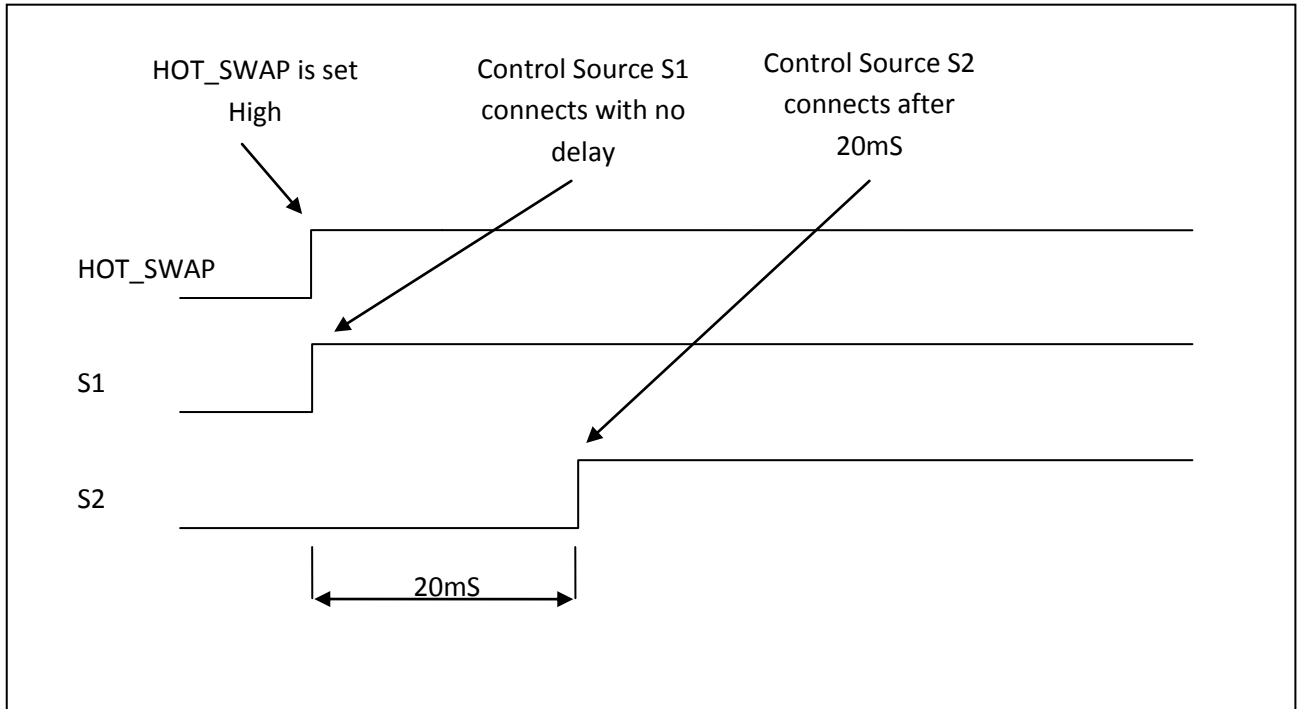 HOT_SWAP is set
High
Control Source S1
connects with no
delay
Control Source S2
connects after
20mS
HOT_SWAP
S1
S2
20mS